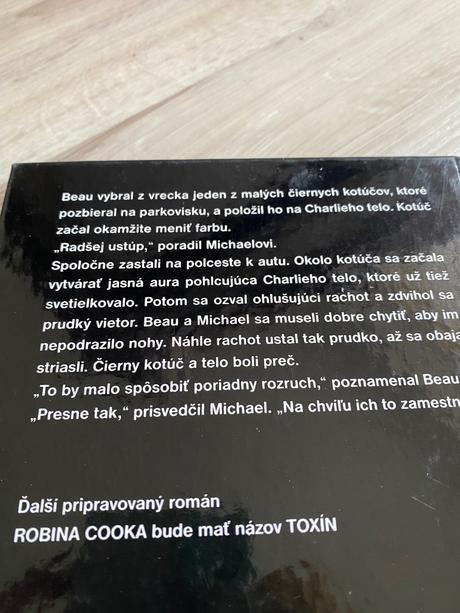 Beau vybral z vrecka jeden z malých čiernych kotúčov, ktoré
pozbieral na parkovisku, a položil ho na Charlieho telo. Kotúč
začal okamžite meniť farbu.
„Radšej ustúp,“ poradil Michaelovi.
Spoločne zastali na polceste k autu. Okolo kotúča sa začala
vytvárať jasná aura pohlcujúca Charlieho telo, ktoré už tiež
svetielkovalo. Potom sa ozval ohlušujúci rachot a zdvihol sa
prudký vietor. Beau a Michael sa museli dobre chytiť, aby im
nepodrazilo nohy. Náhle rachot ustal tak prudko, až sa obaja
striasli. Čierny kotúč a telo boli preč.
„To by malo spôsobiť poriadny rozruch,“ poznamenal Beau
„Presne tak,“ prisvedčil Michael. „Na chvíľu ich to zamestn
Ďalší pripravovaný román
ROBINA COOKA bude mať názov TOXÍN